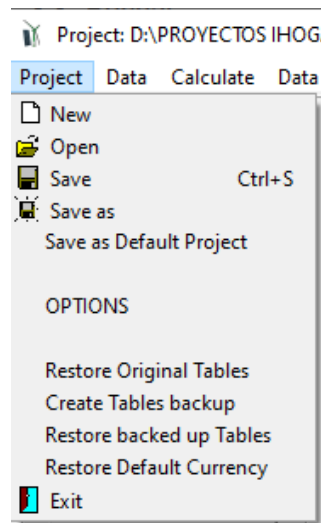 Project: D:\PROYECTOS IHOG
Project Data Calculate Data
New
Open
Save Ctrl+S
Save as
Save as Default Project
OPTIONS
Restore Original Tables
Create Tables backup
Restore backed up Tables
Restore Default Currency
Exit